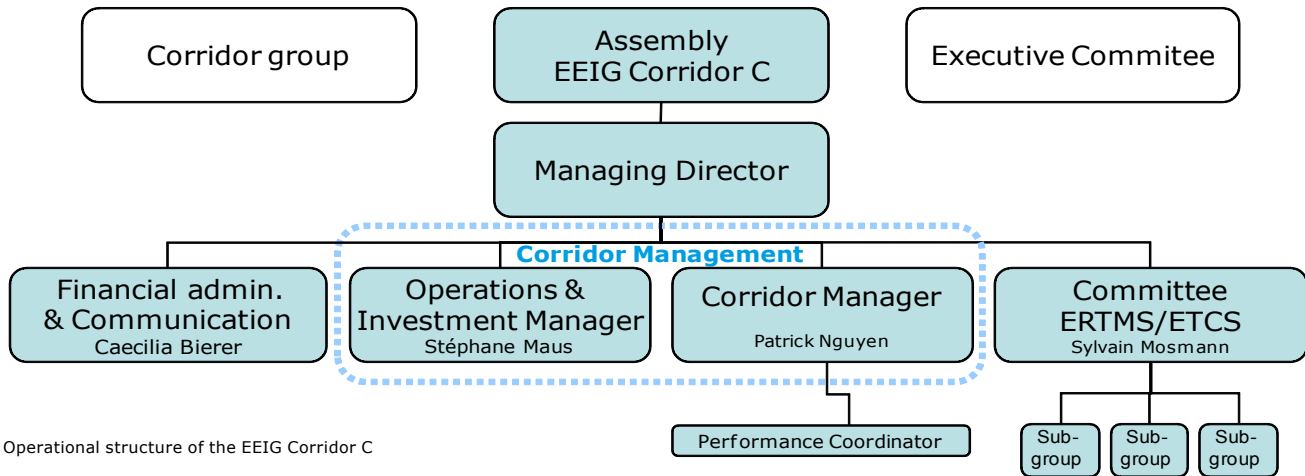 Corridor group
Assembly
EEIG Corridor C
Executive Commitee
Managing Director
Corridor Management
Financial admin.
& Communication
Caecilia Bierer
Operations &
Investment Manager
Stéphane Maus
Corridor Manager
Patrick Nguyen
Committee
ERTMS/ETCS
Sylvain Mosmann
Performance Coordinator
Sub-
group
Sub-
group
Sub-
group
Operational structure of the EEIG Corridor C